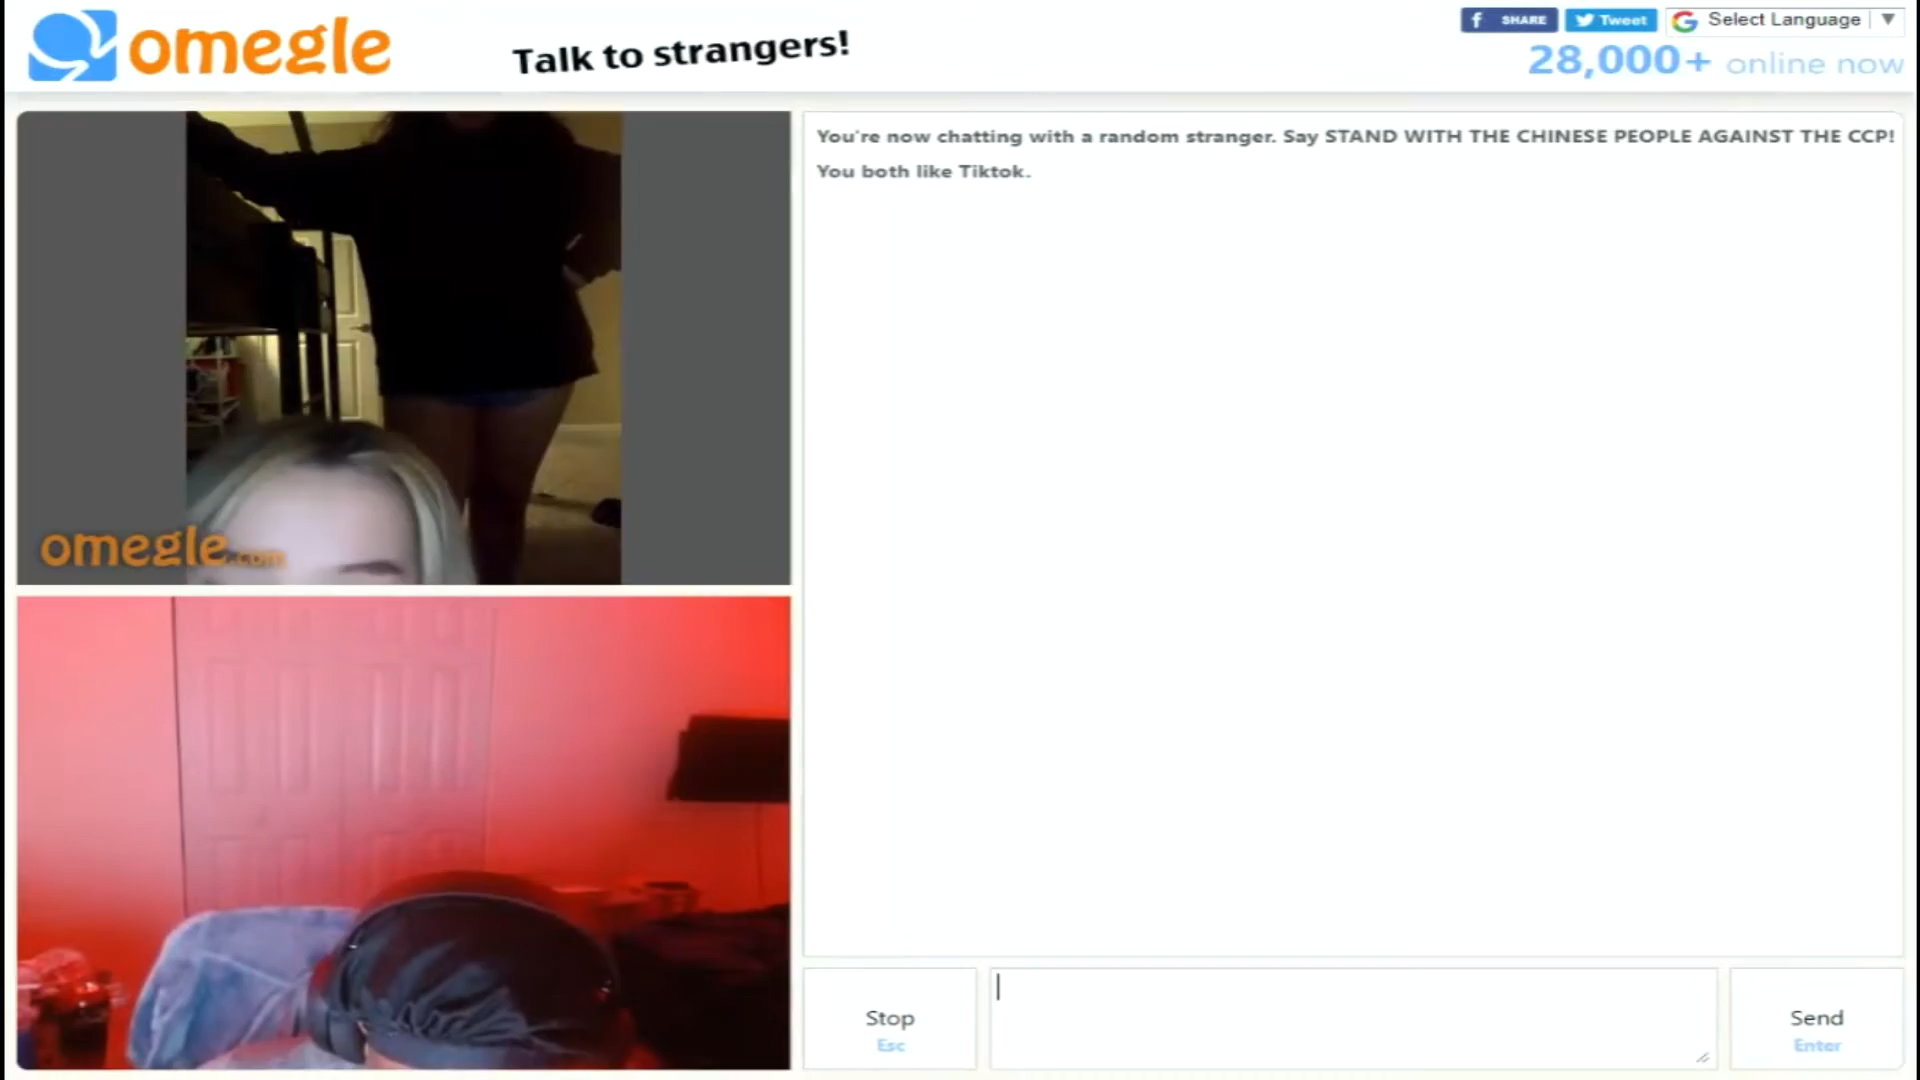 omegle
Talk to strangers!
f SHARE
Tweet
G Select Language ▼
28,000+ online now
You're now chatting with a random stranger. Say STAND WITH THE CHINESE PEOPLE AGAINST THE CCP!
You both like Tiktok.
omegle.com
Stop
Esc
Send
Enter